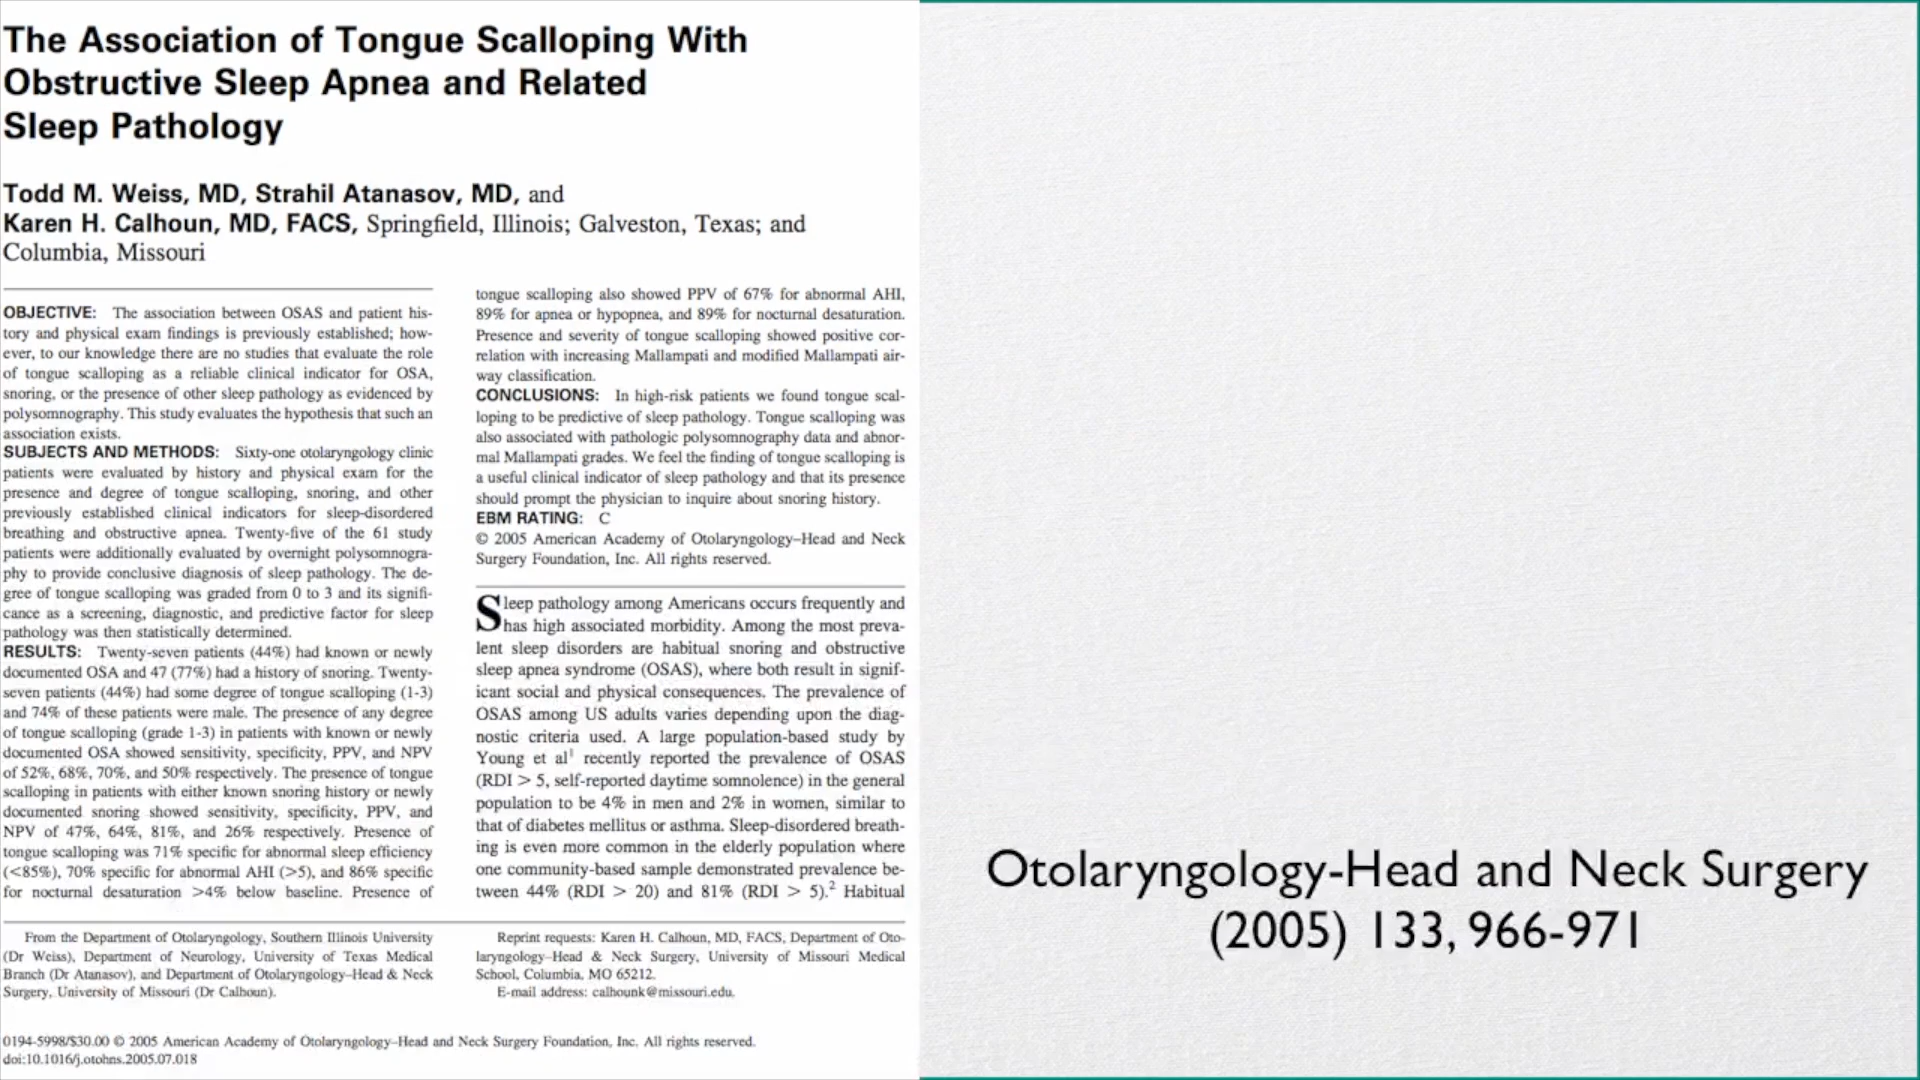 The Association of Tongue Scalloping With
Obstructive Sleep Apnea and Related
Sleep Pathology
Todd M. Weiss, MD, Strahil Atanasov, MD, and
Karen H. Calhoun, MD, FACS, Springfield, Illinois; Galveston, Texas; and
Columbia, Missouri
OBJECTIVE: The association between OSAS and patient his-
tory and physical exam findings is previously established; how-
ever, to our knowledge there are no studies that evaluate the role
of tongue scalloping as a reliable clinical indicator for OSA,
snoring, or the presence of other sleep pathology as evidenced by
polysomnography. This study evaluates the hypothesis that such an
association exists.
SUBJECTS AND METHODS: Sixty-one otolaryngology clinic
patients were evaluated by history and physical exam for the
presence and degree of tongue scalloping, snoring, and other
previously established clinical indicators for sleep-disordered
breathing and obstructive apnea. Twenty-five of the 61 study
patients were additionally evaluated by overnight polysomnogra-
phy to provide conclusive diagnosis of sleep pathology. The de-
gree of tongue scalloping was graded from 0 to 3 and its signifi-
cance as a screening, diagnostic, and predictive factor for sleep
pathology was then statistically determined.
RESULTS: Twenty-seven patients (44%) had known or newly
documented OSA and 47 (77%) had a history of snoring. Twenty-
seven patients (44%) had some degree of tongue scalloping (1-3)
and 74% of these patients were male. The presence of any degree
of tongue scalloping (grade 1-3) in patients with known or newly
documented OSA showed sensitivity, specificity, PPV, and NPV
of 52%, 68%, 70%, and 50% respectively. The presence of tongue
scalloping in patients with either known snoring history or newly
documented snoring showed sensitivity, specificity, PPV, and
NPV of 47%, 64%, 81%, and 26% respectively. Presence of
tongue scalloping was 71% specific for abnormal sleep efficiency
(<85%), 70% specific for abnormal AHI (>5), and 86% specific
for nocturnal desaturation >4% below baseline. Presence of
tongue scalloping also showed PPV of 67% for abnormal AHI,
89% for apnea or hypopnea, and 89% for nocturnal desaturation.
Presence and severity of tongue scalloping showed positive cor-
relation with increasing Mallampati and modified Mallampati air-
way classification.
CONCLUSIONS: In high-risk patients we found tongue scal-
loping to be predictive of sleep pathology. Tongue scalloping was
also associated with pathologic polysomnography data and abnor-
mal Mallampati grades. We feel the finding of tongue scalloping is
a useful clinical indicator of sleep pathology and that its presence
should prompt the physician to inquire about snoring history.
EBM RATING: C
© 2005 American Academy of Otolaryngology–Head and Neck
Surgery Foundation, Inc. All rights reserved.
Sleep pathology among Americans occurs frequently and
has high associated morbidity. Among the most preva-
lent sleep disorders are habitual snoring and obstructive
sleep apnea syndrome (OSAS), where both result in signif-
icant social and physical consequences. The prevalence of
OSAS among US adults varies depending upon the diag-
nostic criteria used. A large population-based study by
Young et al¹ recently reported the prevalence of OSAS
(RDI > 5, self-reported daytime somnolence) in the general
population to be 4% in men and 2% in women, similar to
that of diabetes mellitus or asthma. Sleep-disordered breath-
ing is even more common in the elderly population where
one community-based sample demonstrated prevalence be-
tween 44% (RDI > 20) and 81% (RDI > 5).² Habitual
From the Department of Otolaryngology, Southern Illinois University
(Dr Weiss), Department of Neurology, University of Texas Medical
Branch (Dr Atanasov), and Department of Otolaryngology–Head & Neck
Surgery, University of Missouri (Dr Calhoun).
Reprint requests: Karen H. Calhoun, MD, FACS, Department of Oto-
laryngology–Head & Neck Surgery, University of Missouri Medical
School, Columbia, MO 65212.
E-mail address: calhounk@missouri.edu.
0194-5998/$30.00 © 2005 American Academy of Otolaryngology–Head and Neck Surgery Foundation, Inc. All rights reserved.
doi:10.1016/j.otohns.2005.07.018
Otolaryngology-Head and Neck Surgery
(2005) 133, 966-971